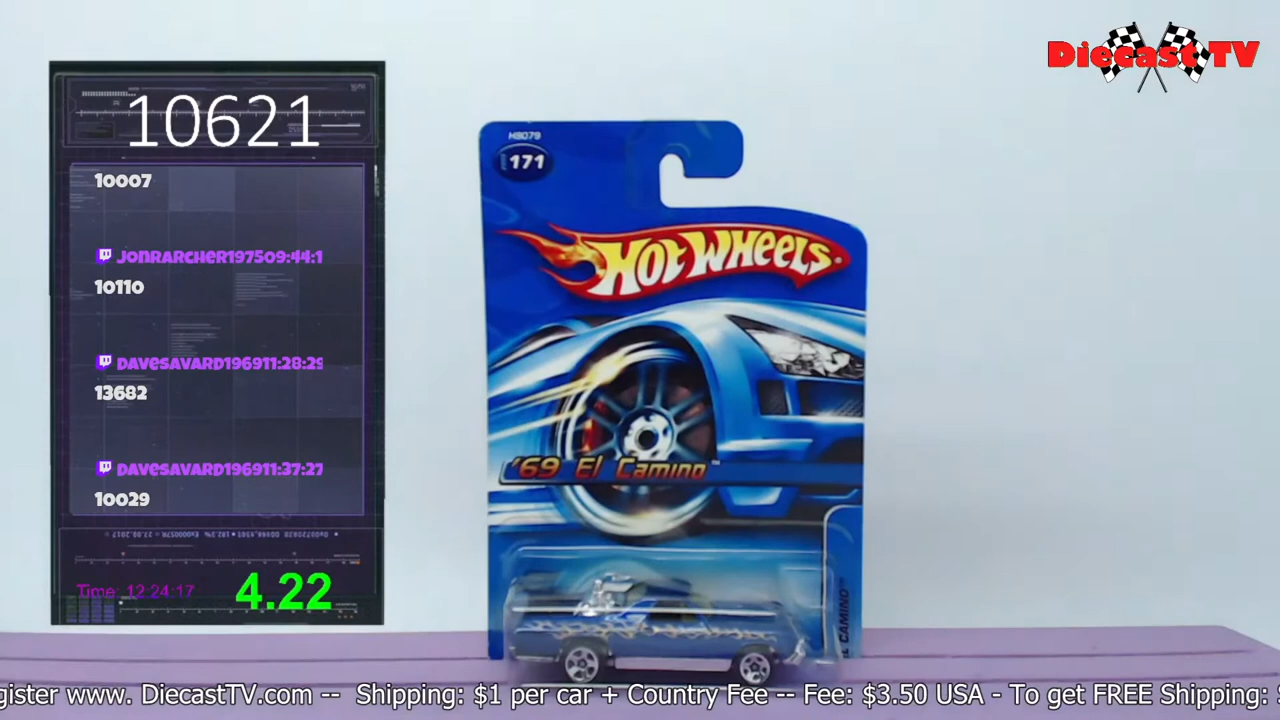 Diecast TV
10621
10007
JonRArcher197509:44:1
10110
DaveSavard196911:28:29
13682
DaveSavard196911:37:27
10029
Time: 12:24:17
4.22
H9079
171
HOT WHEELS
'69 El Camino™
EL CAMINO
gister www. DiecastTV.com -- Shipping: $1 per car + Country Fee -- Fee: $3.50 USA - To get FREE Shipping: